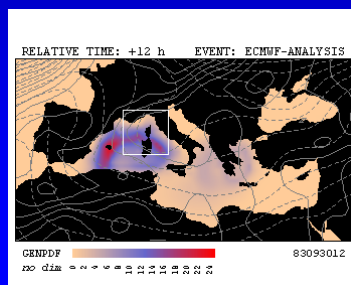 RELATIVE TIME: +12 h EVENT: ECMWF-ANALYSIS
GENPDF 83093012
no dim 0 2 4 6 8 10 12 14 16 18 20 22 24